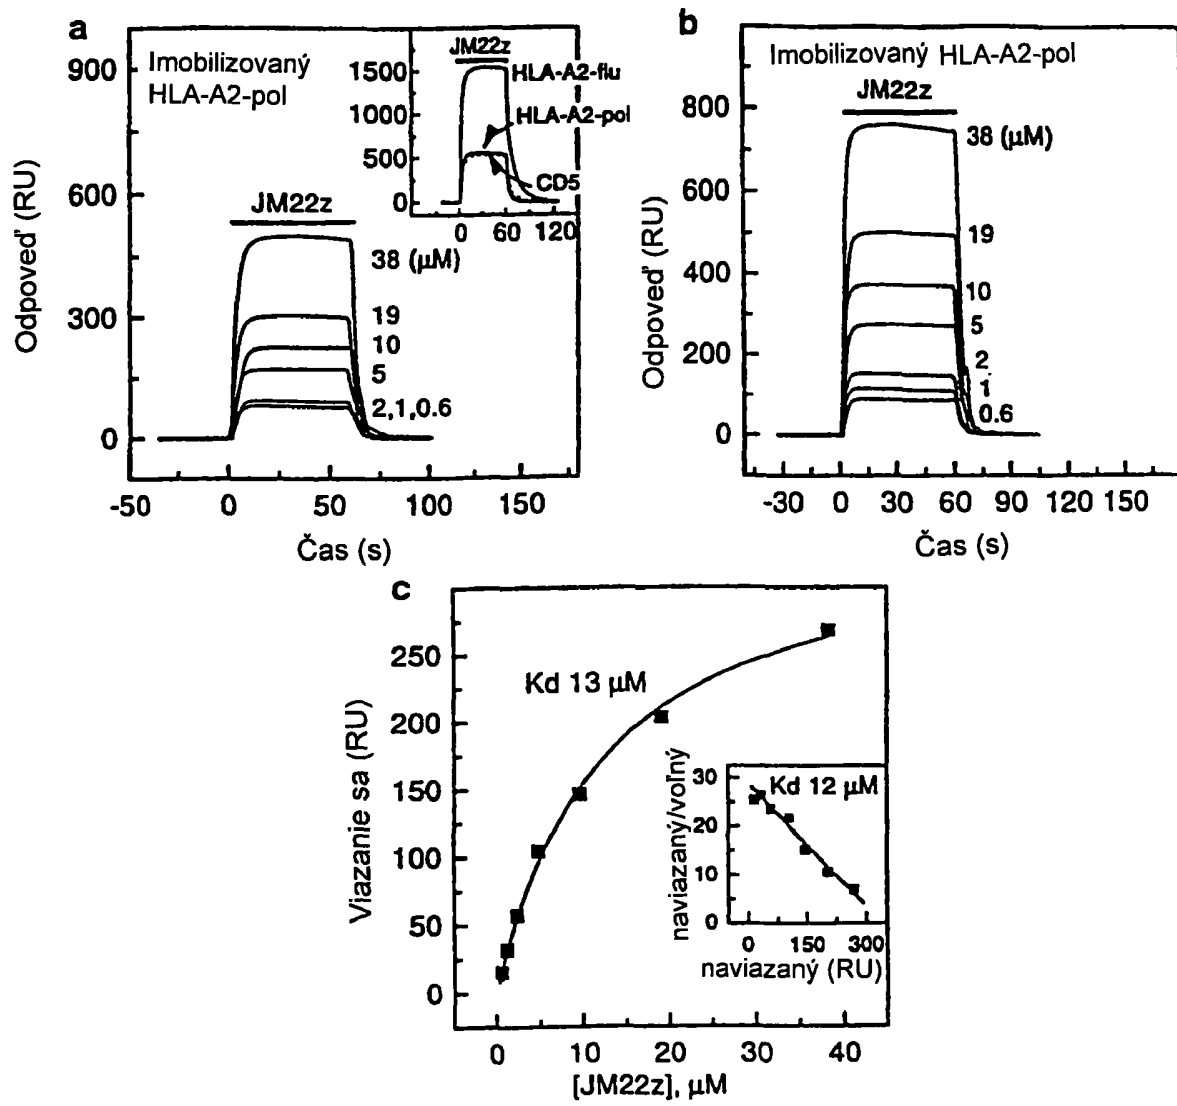 a
Imobilizovaný
HLA-A2-pol
900
600
300
0
Odpoveď (RU)
JM22z
38 (µM)
19
10
5
2,1,0.6
-50
0
50
100
150
Čas (s)
JM22z
1500
1000
500
0
HLA-A2-flu
HLA-A2-pol
CD5
0
60
120
b
Imobilizovaný HLA-A2-pol
JM22z
800
600
400
200
0
Odpoveď (RU)
38 (µM)
19
10
5
2
1
0.6
-30
0
30
60
90
120
150
Čas (s)
c
250
200
150
100
50
0
Viazanie sa (RU)
Kd 13 µM
0
10
20
30
40
[JM22z], µM
30
20
10
0
naviazaný/voľný
Kd 12 µM
0
150
300
naviazaný (RU)